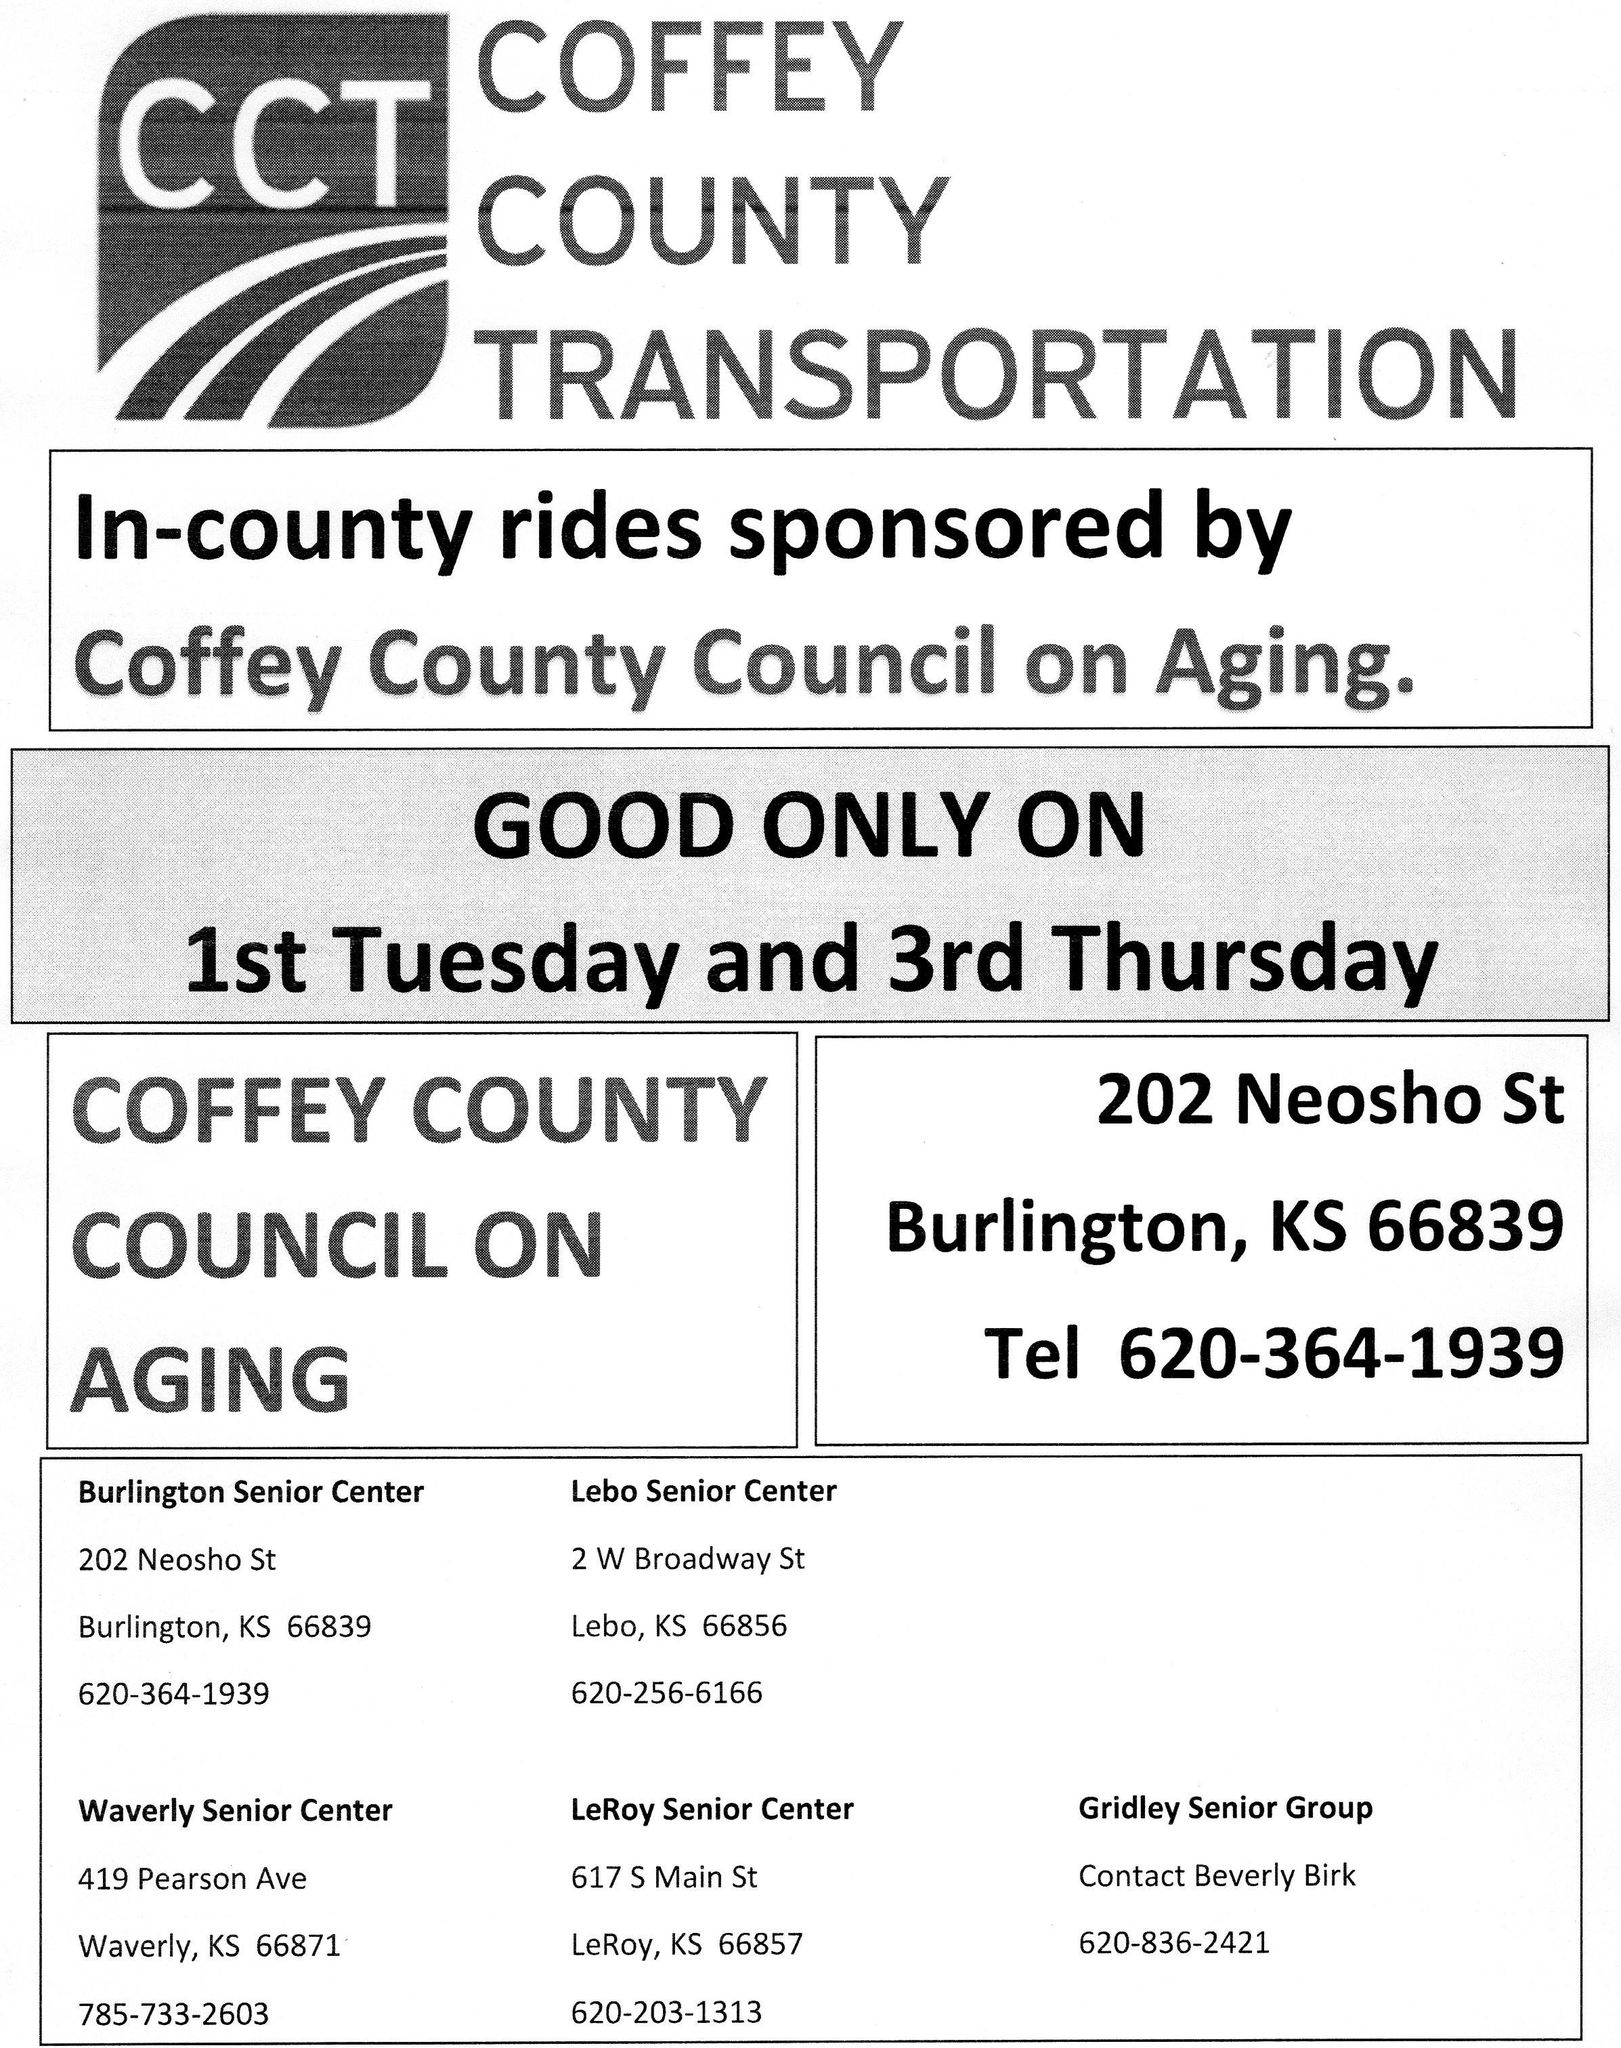 CCT
COFFEY
COUNTY
TRANSPORTATION
In-county rides sponsored by
Coffey County Council on Aging.
GOOD ONLY ON
1st Tuesday and 3rd Thursday
COFFEY COUNTY
COUNCIL ON
AGING
202 Neosho St
Burlington, KS 66839
Tel 620-364-1939
Burlington Senior Center
202 Neosho St
Burlington, KS 66839
620-364-1939
Lebo Senior Center
2 W Broadway St
Lebo, KS 66856
620-256-6166
Waverly Senior Center
419 Pearson Ave
Waverly, KS 66871
785-733-2603
LeRoy Senior Center
617 S Main St
LeRoy, KS 66857
620-203-1313
Gridley Senior Group
Contact Beverly Birk
620-836-2421